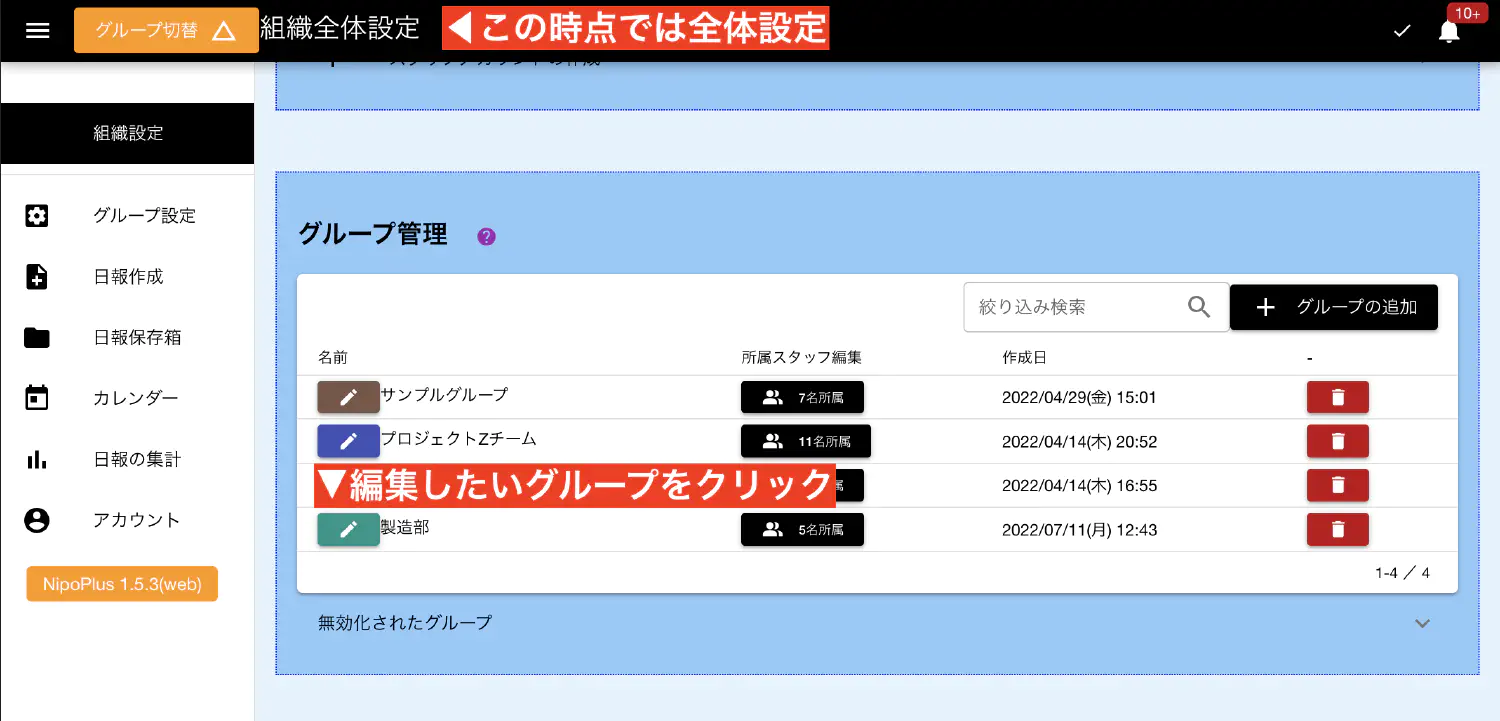 グループ切替 組織全体設定 ◀この時点では全体設定 10+
組織設定
グループ設定
日報作成
日報保存箱
カレンダー
日報の集計
アカウント
NipoPlus 1.5.3(web)
グループ管理 ?
絞り込み検索 + グループの追加
名前 所属スタッフ編集 作成日 -
サンプルグループ 7名所属 2022/04/29(金) 15:01
プロジェクトZチーム 11名所属 2022/04/14(木) 20:52
▼編集したいグループをクリック 属 2022/04/14(木) 16:55
製造部 5名所属 2022/07/11(月) 12:43
1-4 ／ 4
無効化されたグループ